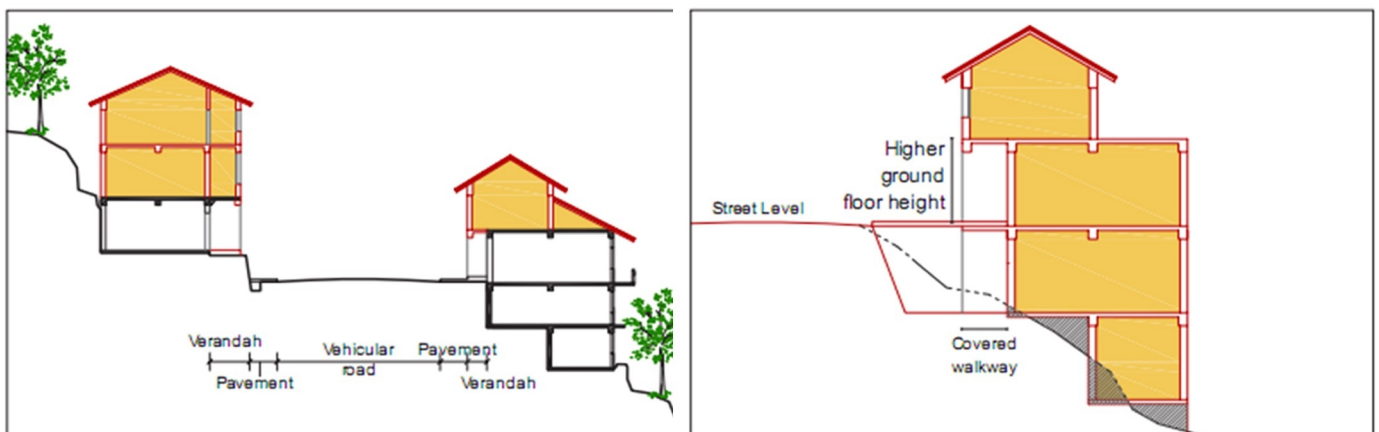 Verandah
Vehicular
Pavement
Pavement
road
Verandah
Higher
ground
floor height
Street Level
Covered
walkway